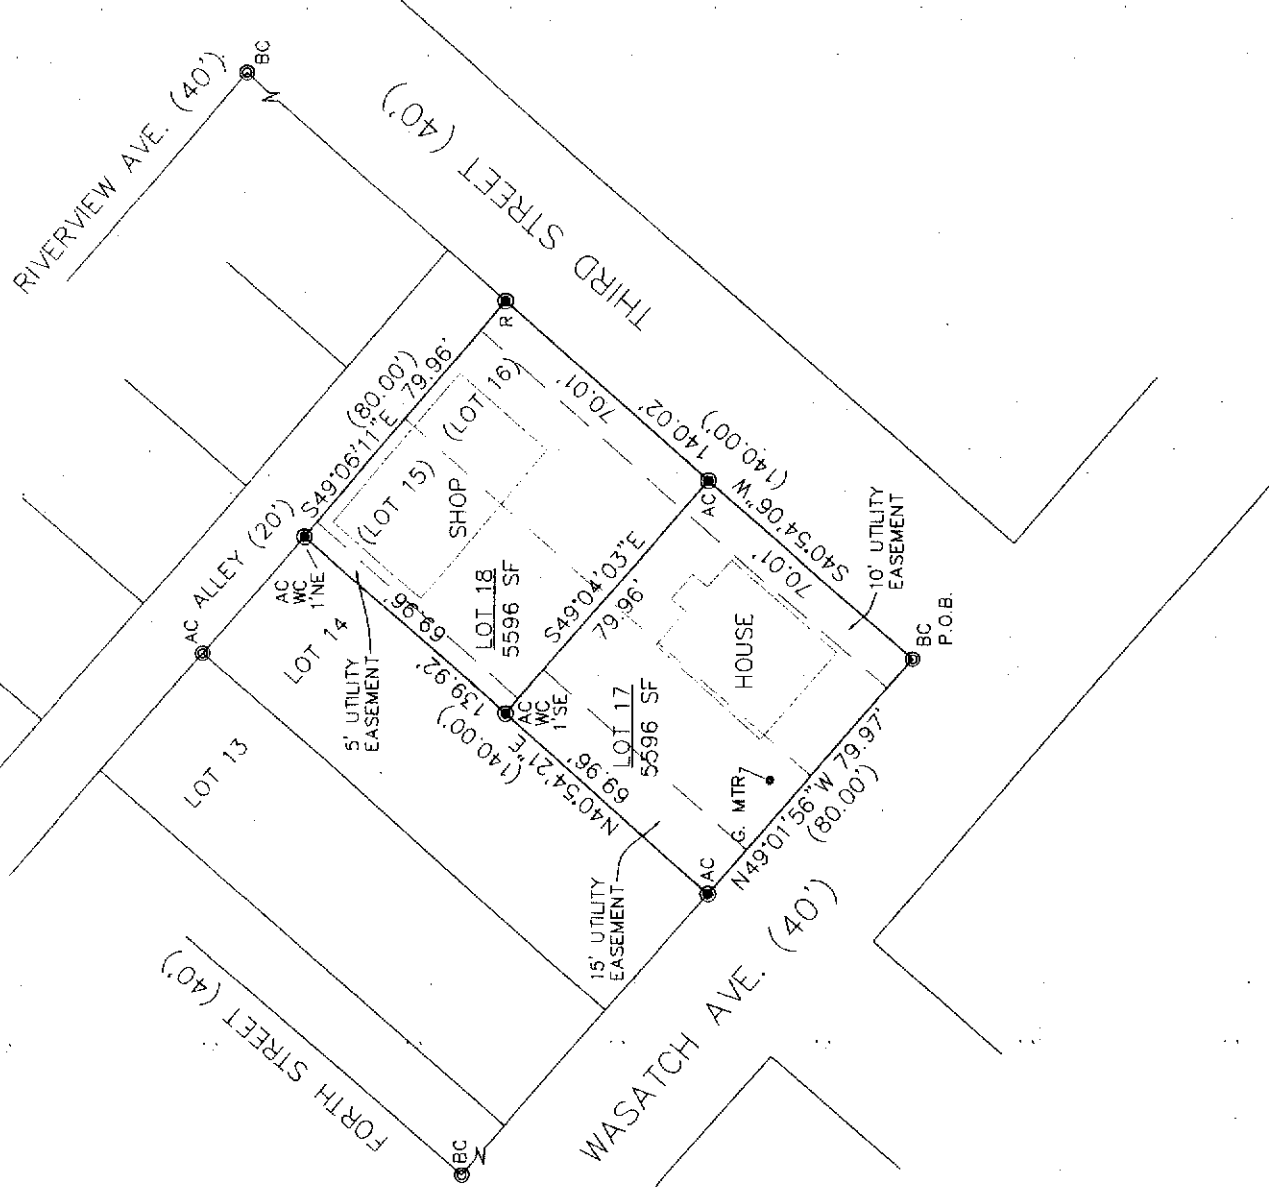 RIVERVIEW AVE. (40')
BC
N
THIRD STREET (40')
ALLEY (20')
AC
AC
WC
1'NE
S49°06'11"E 79.96'
(80.00')
R
(LOT 15)
(LOT 16)
SHOP
LOT 14
LOT 13
5' UTILITY
EASEMENT
69.96'
139.92'
(140.00')
N40°54'21"E
69.96'
LOT 18
5596 SF
70.01'
140.02'
(140.00')
S40°54'06"W
70.01'
AC
AC
WC
1'SE
S49°04'03"E
79.96'
LOT 17
5596 SF
HOUSE
10' UTILITY
EASEMENT
BC
P.O.B.
G. MTR
N49°01'56"W 79.97'
(80.00')
AC
15' UTILITY
EASEMENT
FORTH STREET (40')
BC
N
WASATCH AVE. (40')